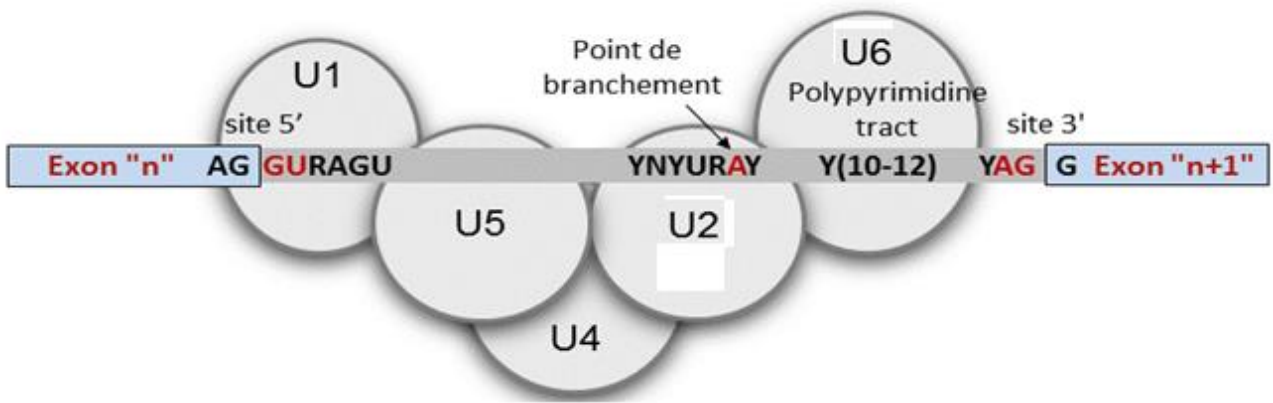 U1
site 5'
Point de
branchement
U6
Polypyrimidine
tract
site 3'
Exon "n" AG GURAGU YNYURAY Y(10-12) YAG G Exon "n+1"
U5
U2
U4